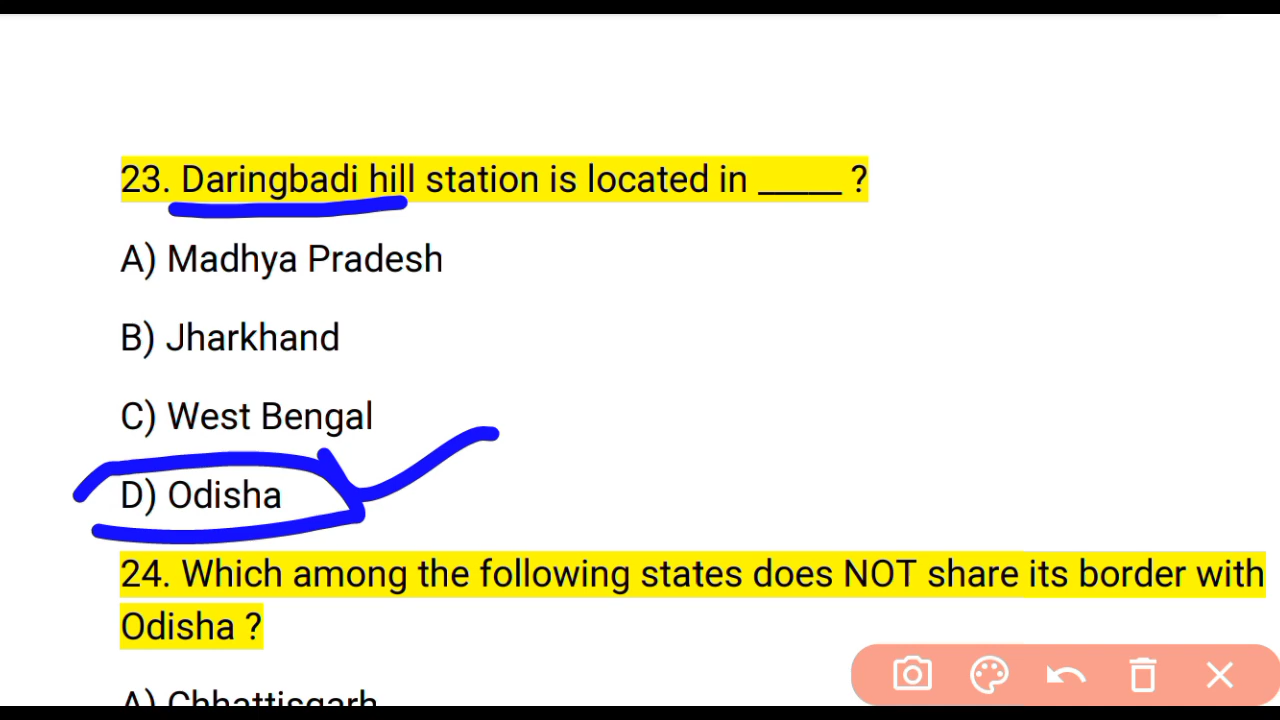 23. Daringbadi hill station is located in _____ ?
A) Madhya Pradesh
B) Jharkhand
C) West Bengal
D) Odisha
24. Which among the following states does NOT share its border with
Odisha ?
A) Chhattisgarh